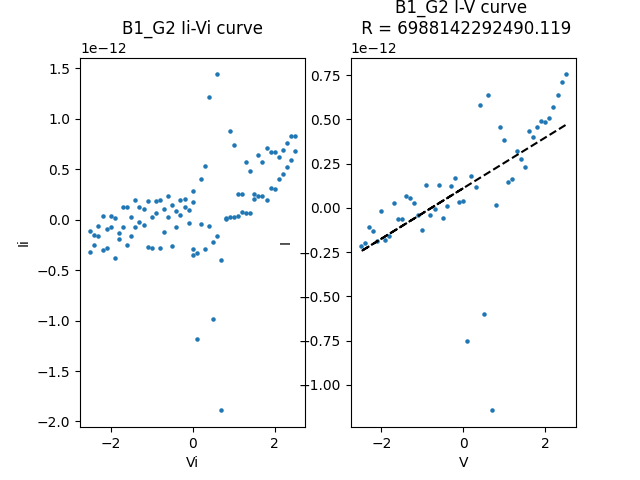 B1_G2 Ii-Vi curve
1e−12
1.5
1.0
0.5
0.0
−0.5
−1.0
−1.5
−2.0
Ii
−2
0
2
Vi
B1_G2 I-V curve
R = 6988142292490.119
1e−12
0.75
0.50
0.25
0.00
−0.25
−0.50
−0.75
−1.00
I
−2
0
2
V